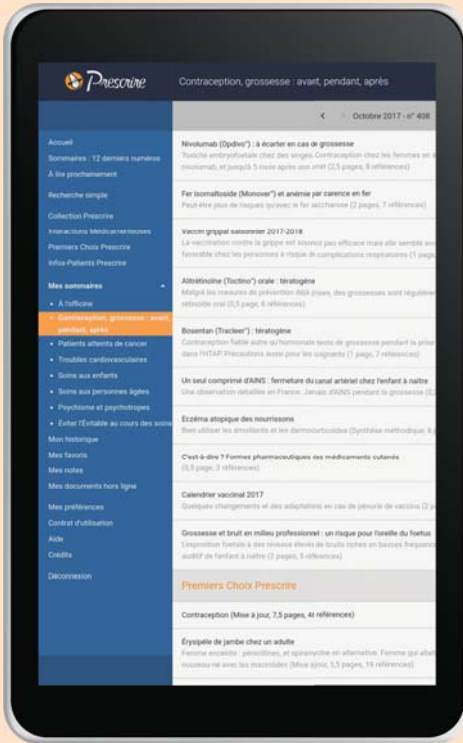 Prescrire
Contraception, grossesse : avant, pendant, après
Octobre 2017 - n° 408
Accueil
Sommaires : 12 derniers numéros
À lire prochainement
Recherche simple
Collection Prescrire
Interactions Médicamenteuses
Premiers Choix Prescrire
Infos-Patients Prescrire
Mes sommaires
À l'officine
Contraception, grossesse : avant,
pendant, après
Patients atteints de cancer
Troubles cardiovasculaires
Soins aux enfants
Soins aux personnes âgées
Psychisme et psychotropes
Éviter l'Évitable au cours des soins
Mon historique
Mes favoris
Mes notes
Mes documents hors ligne
Mes préférences
Contrat d'utilisation
Aide
Crédits
Déconnexion
Nivolumab (Opdivo°) : à écarter en cas de grossesse
Toxicité embryofœtale chez des singes. Contraception chez les femmes en
nivolumab, et jusqu'à 5 mois après son arrêt (2,5 pages, 8 références)
Fer isomaltoside (Monover°) et anémie par carence en fer
Peut-être plus de risques qu'avec le fer saccharose (2 pages, 7 références)
Vaccin grippal saisonnier 2017-2018
La vaccination contre la grippe est souvent peu efficace mais elle semble
favorable chez les personnes à risque de complications respiratoires (1 page,
Alitrétinoïne (Toctino°) orale : tératogène
Malgré les mesures de prévention déjà prises, des grossesses sont
rétinoïde oral (0,5 page, 6 références)
Bosentan (Tracleer°) : tératogène
Contraception fiable autre qu'hormonale tests de grossesse pendant la prise
dans l'HTAP. Précautions aussi pour les soignants (1 page, 7 références)
Un seul comprimé d'AINS : fermeture du canal artériel chez l'enfant à naître
Une observation détaillée en France. Jamais d'AINS pendant la grossesse
Eczéma atopique des nourrissons
Bien utiliser les émollients et les dermocorticoïdes (Synthèse méthodique,
C'est-à-dire ? Formes pharmaceutiques des médicaments cutanés
(0,5 page, 3 références)
Calendrier vaccinal 2017
Quelques changements et des adaptations en cas de pénurie de vaccins
Grossesse et bruit en milieu professionnel : un risque pour l'oreille du foetus
L'exposition foetale à des niveaux élevés de bruits riches en basses
auditif de l'enfant à naître (2 pages, 5 références)
Premiers Choix Prescrire
Contraception (Mise à jour, 7,5 pages, 46 références)
Érysipèle de jambe chez un adulte
Femme enceinte : pénicillines, et spiramycine en alternative. Femme qui
nouveau-né avec les macrolides (Mise à jour, 5,5 pages, 19 références)